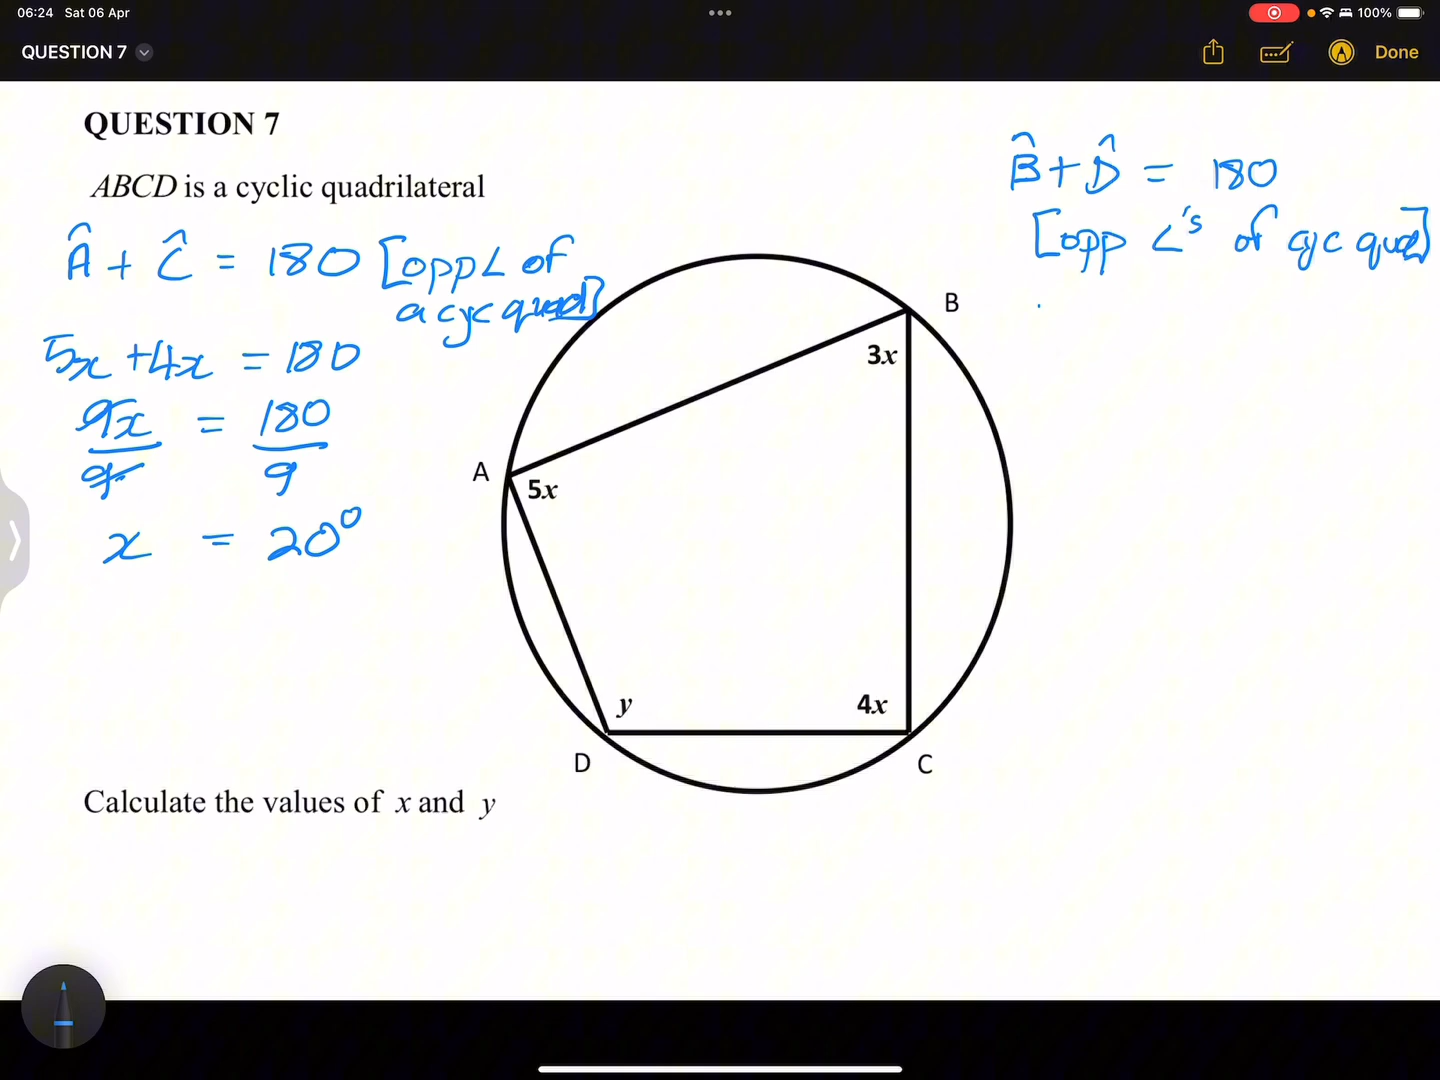 06:24 Sat 06 Apr
100%
QUESTION 7
Done
QUESTION 7
ABCD is a cyclic quadrilateral
Â + Ĉ = 180 [opp∠ of
a cyc quad]
5x + 4x = 180
9x = 180
9 9
x = 20°
B̂ + D̂ = 180
[opp ∠'s of cyc quad]
B
3x
A
5x
y
4x
D
C
Calculate the values of x and y